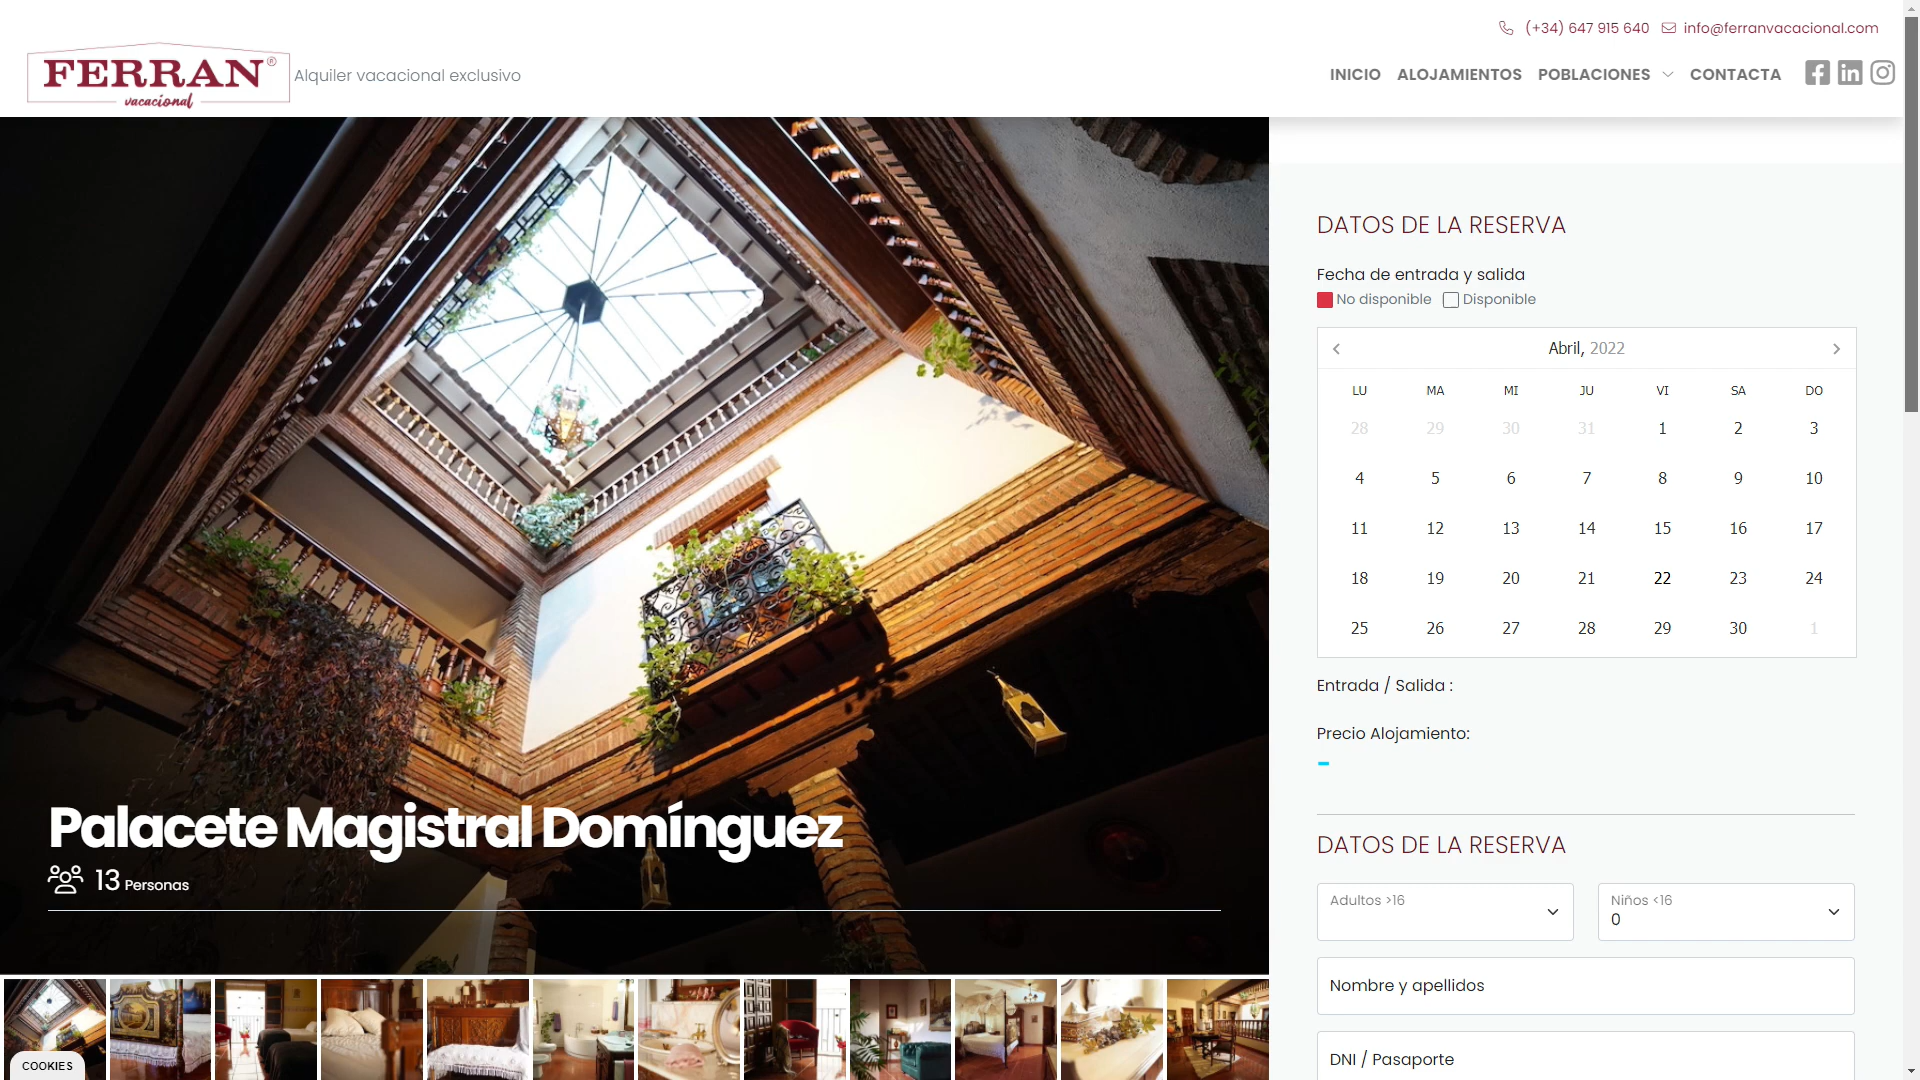 (+34) 647 915 640 info@ferranvacacional.com
FERRAN®
vacacional
Alquiler vacacional exclusivo
INICIO ALOJAMIENTOS POBLACIONES CONTACTA
DATOS DE LA RESERVA
Fecha de entrada y salida
No disponible Disponible
Abril, 2022
LU MA MI JU VI SA DO
28 29 30 31 1 2 3
4 5 6 7 8 9 10
11 12 13 14 15 16 17
18 19 20 21 22 23 24
25 26 27 28 29 30 1
Entrada / Salida :
Precio Alojamiento:
-
Palacete Magistral Domínguez
13 Personas
DATOS DE LA RESERVA
Adultos >16
Niños <16
0
Nombre y apellidos
DNI / Pasaporte
COOKIES